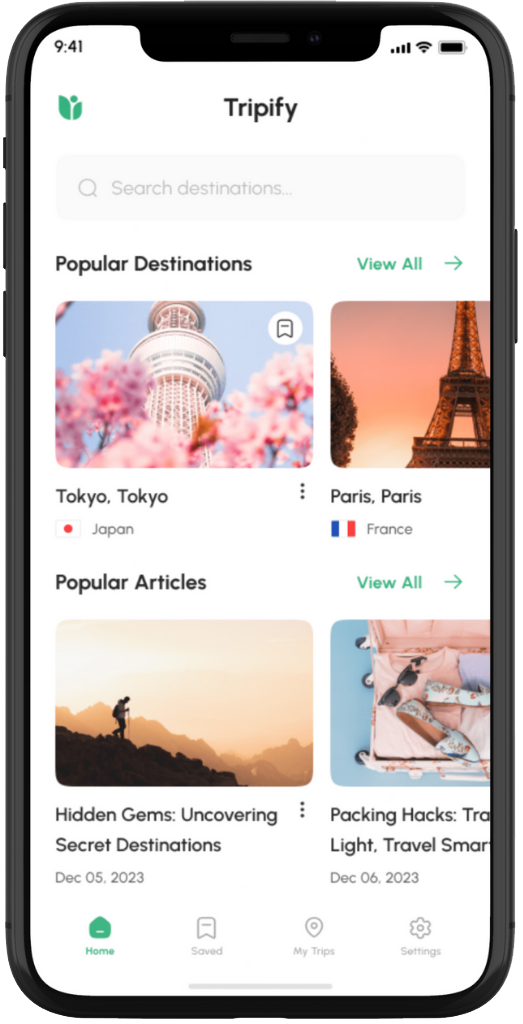 9:41
Tripify
Search destinations...
Popular Destinations
View All
Tokyo, Tokyo
Japan
Paris, Paris
France
Popular Articles
View All
Hidden Gems: Uncovering
Secret Destinations
Dec 05, 2023
Packing Hacks: Tra
Light, Travel Smar
Dec 06, 2023
Home
Saved
My Trips
Settings